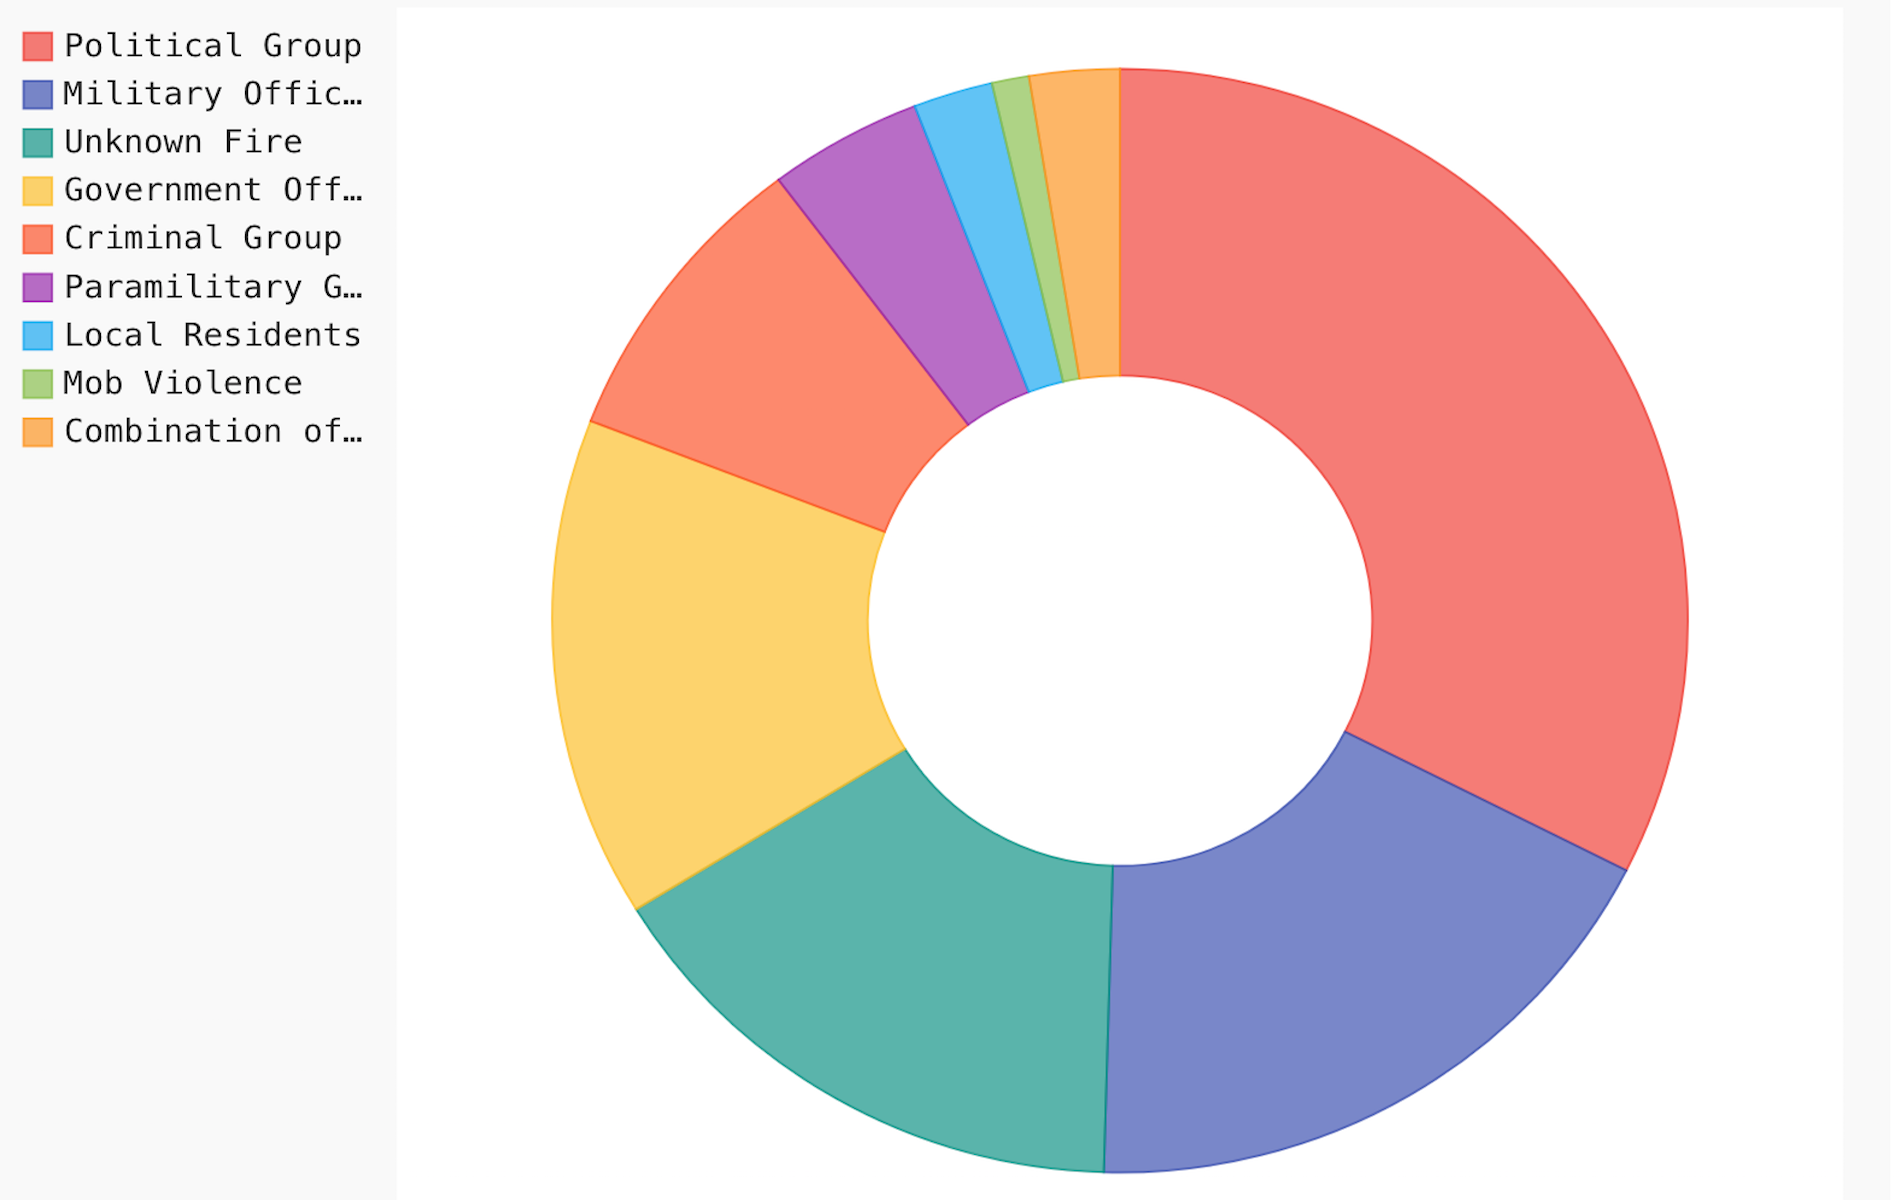 Political Group
Military Offic…
Unknown Fire
Government Off…
Criminal Group
Paramilitary G…
Local Residents
Mob Violence
Combination of…